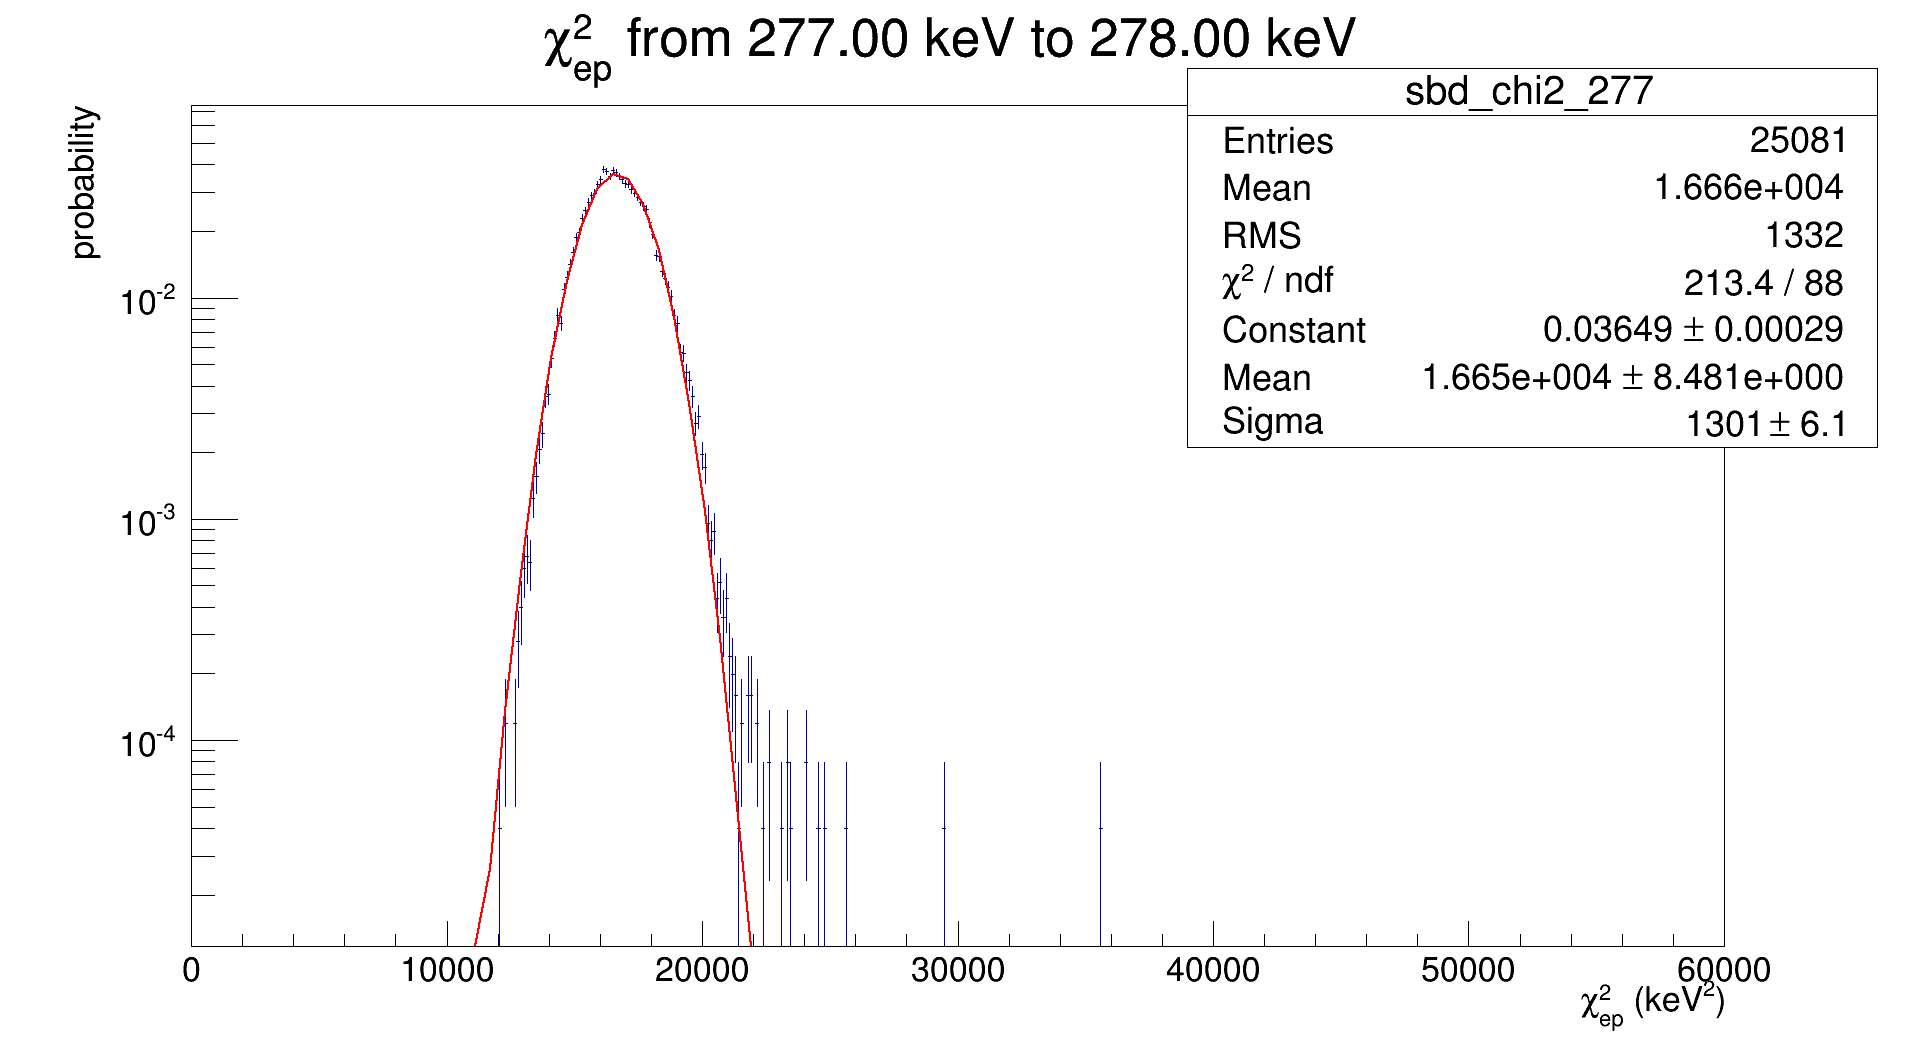 χ²ep from 277.00 keV to 278.00 keV
sbd_chi2_277
Entries 25081
Mean 1.666e+004
RMS 1332
χ² / ndf 213.4 / 88
Constant 0.03649 ± 0.00029
Mean 1.665e+004 ± 8.481e+000
Sigma 1301 ± 6.1
probability
10⁻²
10⁻³
10⁻⁴
0 10000 20000 30000 40000 50000 60000
χ²ep (keV²)